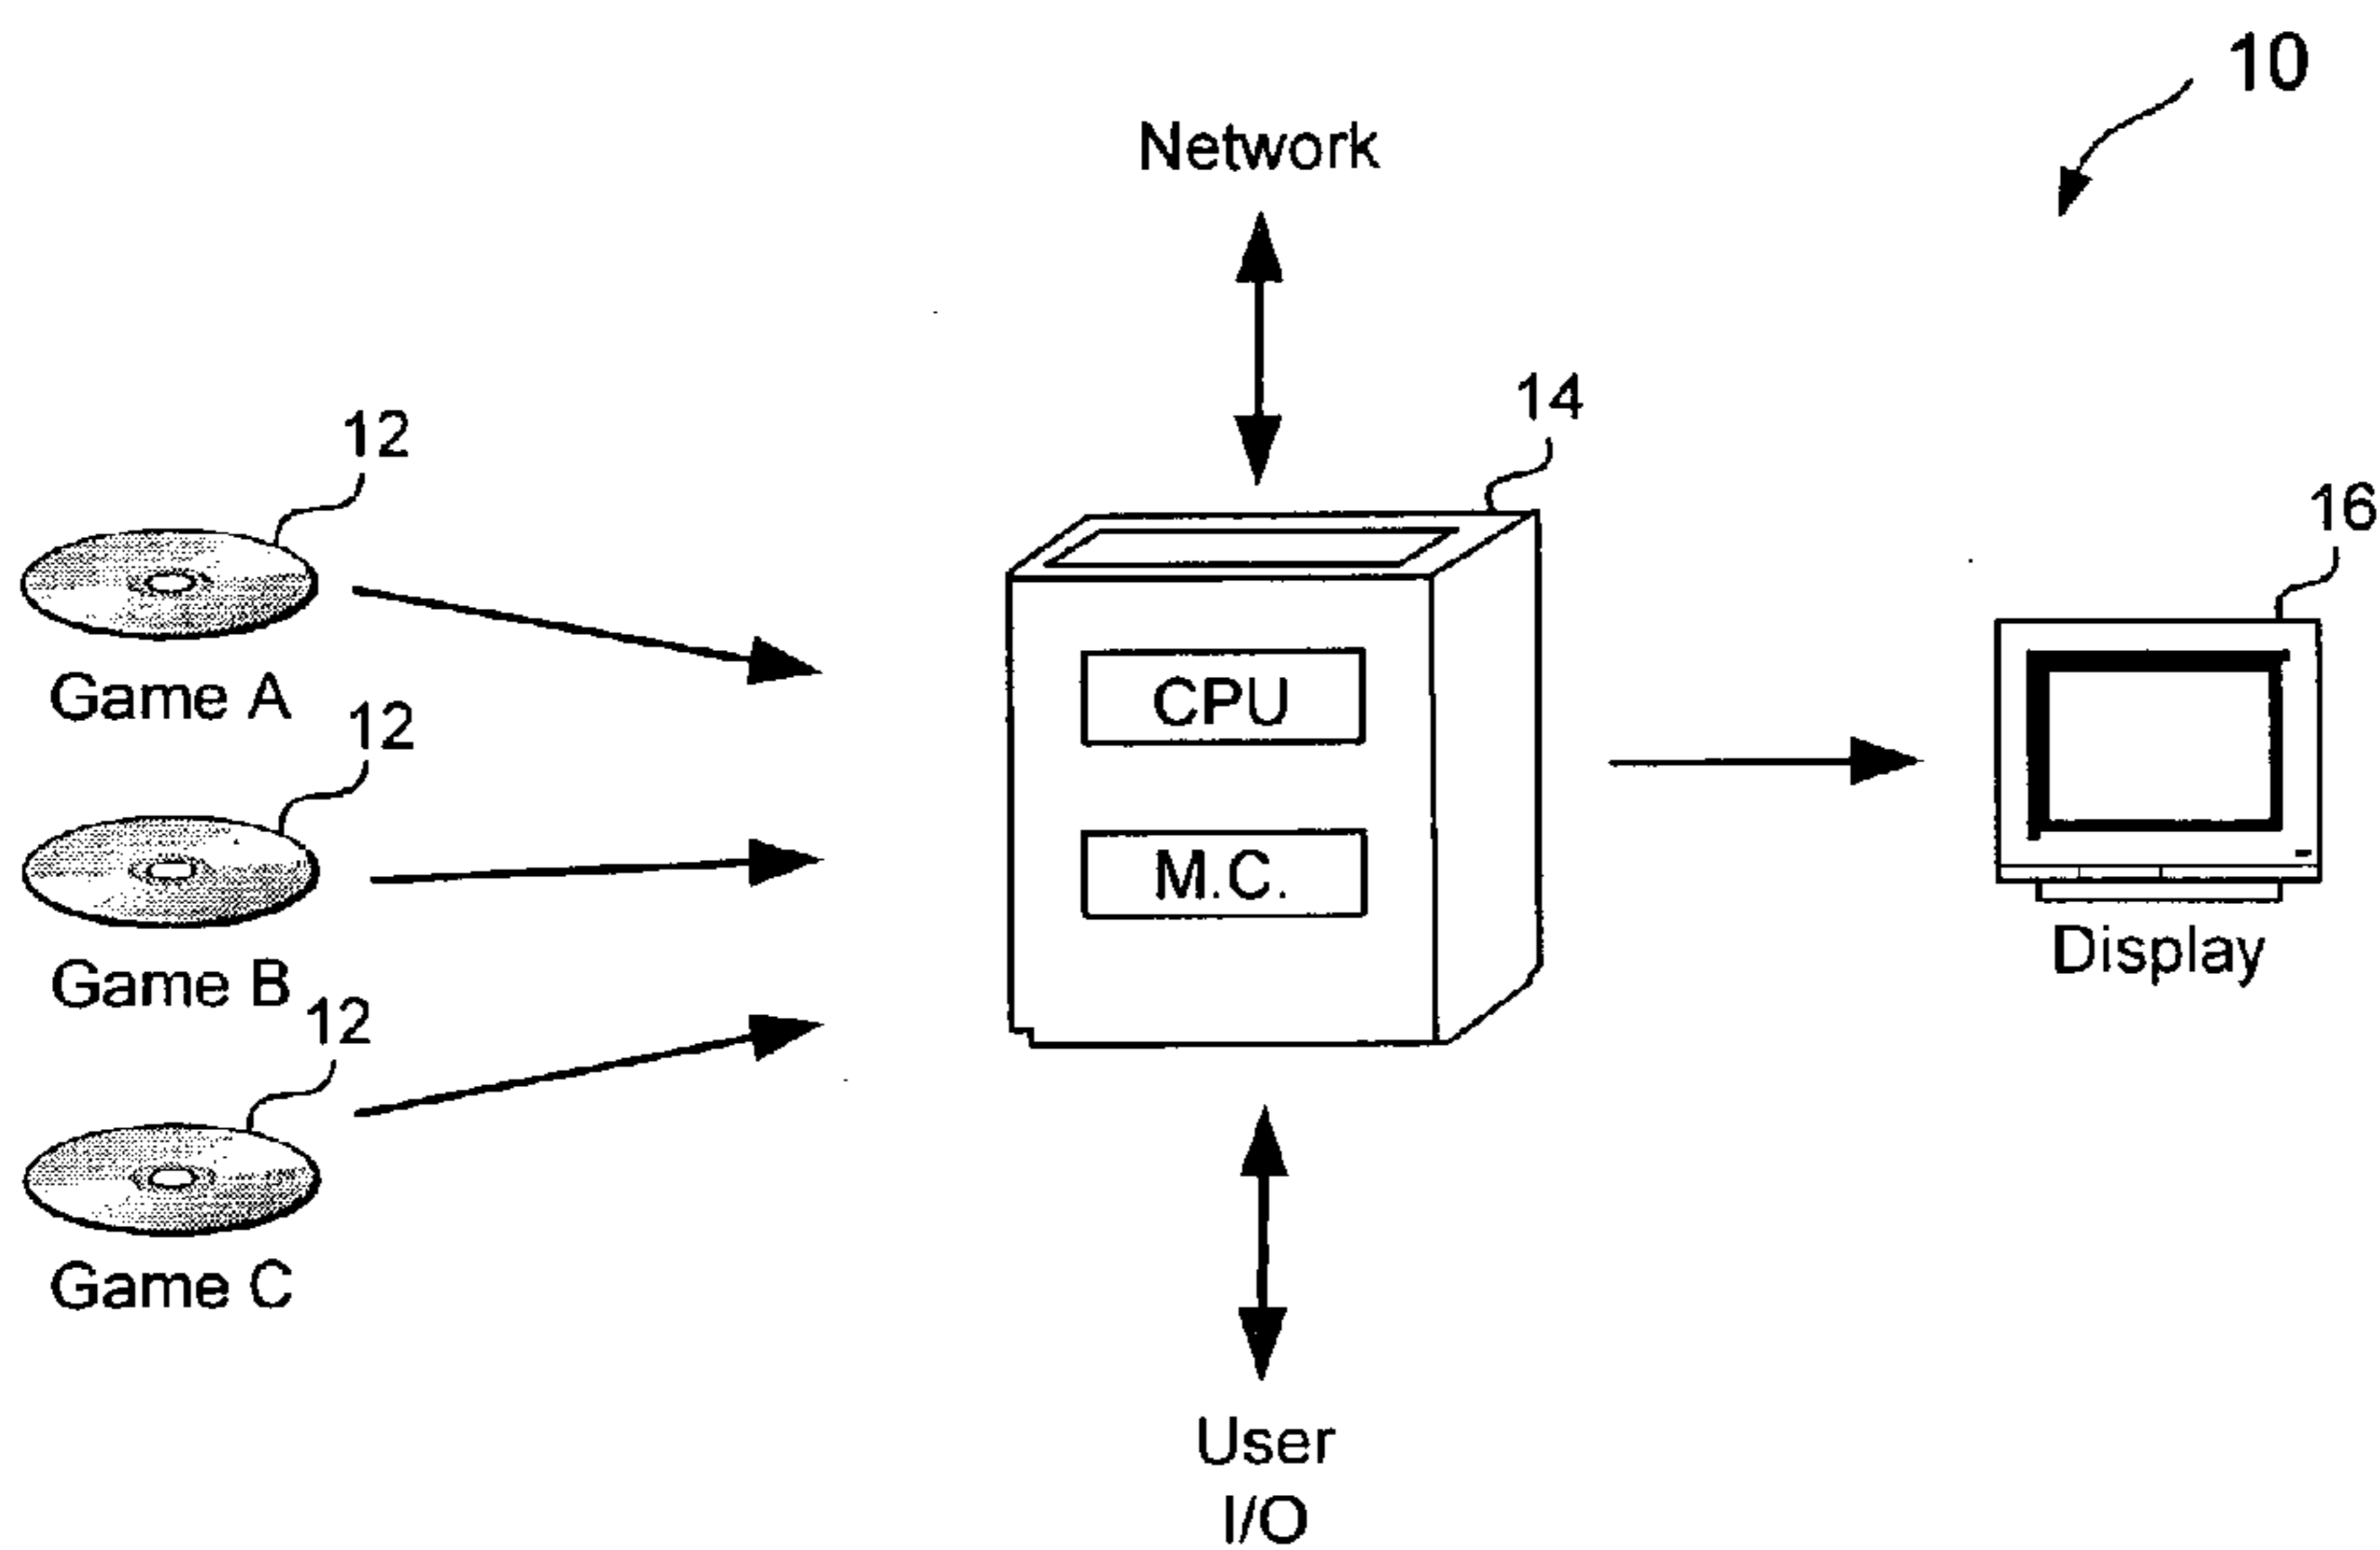 10
Network
14
12
16
Game A
CPU
12
M.C.
Display
Game B
12
Game C
User
I/O